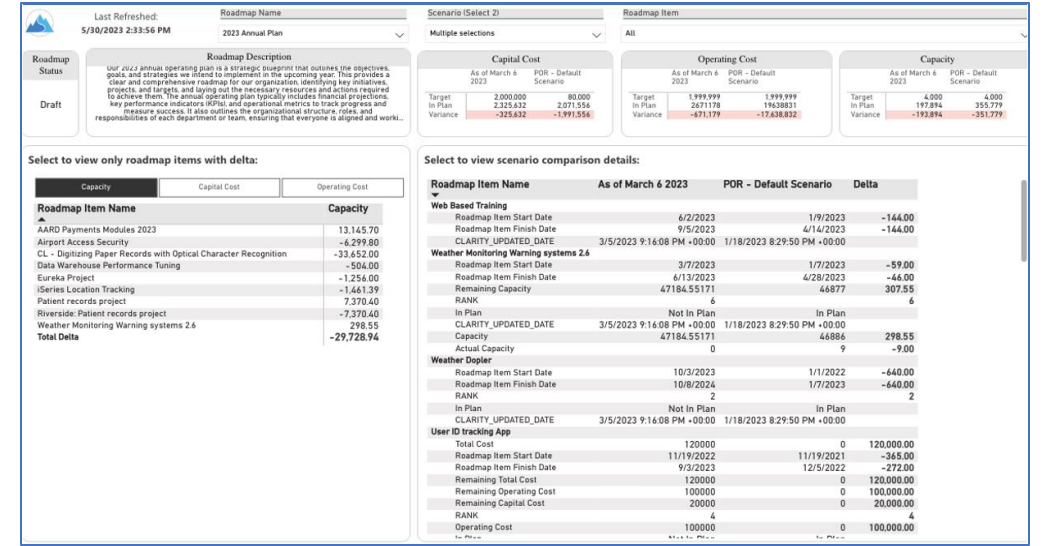 Last Refreshed:
5/30/2023 2:33:56 PM
Roadmap Name
2023 Annual Plan
Scenario (Select 2)
Multiple selections
Roadmap Item
All
Roadmap Status
Draft
Roadmap Description
Our 2023 annual operating plan is a strategic blueprint that outlines the objectives,
goals, and strategies we intend to implement in the upcoming year. This provides a
clear and comprehensive roadmap for our organization, identifying key initiatives,
projects, and targets, and laying out the necessary resources and actions required
to achieve them. The annual operating plan typically includes financial projections,
key performance indicators (KPIs), and operational metrics to track progress and
measure success. It also outlines the organizational structure, roles, and
responsibilities of each department or team, ensuring that everyone is aligned and worki...
Capital Cost
As of March 6 2023 POR - Default Scenario
Target 2,000,000 80,000
In Plan 2,325,632 2,071,556
Variance -325,632 -1,991,556
Operating Cost
As of March 6 2023 POR - Default Scenario
Target 1,999,999 1,999,999
In Plan 2671178 19638831
Variance -671,179 -17,638,832
Capacity
As of March 6 2023 POR - Default Scenario
Target 4,000 4,000
In Plan 197,894 355,779
Variance -193,894 -351,779
Select to view only roadmap items with delta:
Capacity Capital Cost Operating Cost
Roadmap Item Name Capacity
AARD Payments Modules 2023 13,145.70
Airport Access Security -6,299.80
CL - Digitizing Paper Records with Optical Character Recognition -33,652.00
Data Warehouse Performance Tuning -504.00
Eureka Project -1,256.00
iSeries Location Tracking -1,461.39
Patient records project 7,370.40
Riverside: Patient records project -7,370.40
Weather Monitoring Warning systems 2.6 298.55
Total Delta -29,728.94
Select to view scenario comparison details:
Roadmap Item Name As of March 6 2023 POR - Default Scenario Delta
Web Based Training
Roadmap Item Start Date 6/2/2023 1/9/2023 -144.00
Roadmap Item Finish Date 9/5/2023 4/14/2023 -144.00
CLARITY_UPDATED_DATE 3/5/2023 9:16:08 PM +00:00 1/18/2023 8:29:50 PM +00:00
Weather Monitoring Warning systems 2.6
Roadmap Item Start Date 3/7/2023 1/7/2023 -59.00
Roadmap Item Finish Date 6/13/2023 4/28/2023 -46.00
Remaining Capacity 47184.55171 46877 307.55
RANK 6 6
In Plan Not In Plan In Plan
CLARITY_UPDATED_DATE 3/5/2023 9:16:08 PM +00:00 1/18/2023 8:29:50 PM +00:00
Capacity 47184.55171 46886 298.55
Actual Capacity 0 9 -9.00
Weather Dopler
Roadmap Item Start Date 10/3/2023 1/1/2022 -640.00
Roadmap Item Finish Date 10/8/2024 1/7/2023 -640.00
RANK 2 2
In Plan Not In Plan In Plan
CLARITY_UPDATED_DATE 3/5/2023 9:16:08 PM +00:00 1/18/2023 8:29:50 PM +00:00
User ID tracking App
Total Cost 120000 0 120,000.00
Roadmap Item Start Date 11/19/2022 11/19/2021 -365.00
Roadmap Item Finish Date 9/3/2023 12/5/2022 -272.00
Remaining Total Cost 120000 0 120,000.00
Remaining Operating Cost 100000 0 100,000.00
Remaining Capital Cost 20000 0 20,000.00
RANK 4 4
Operating Cost 100000 0 100,000.00
In Plan Not In Plan In Plan